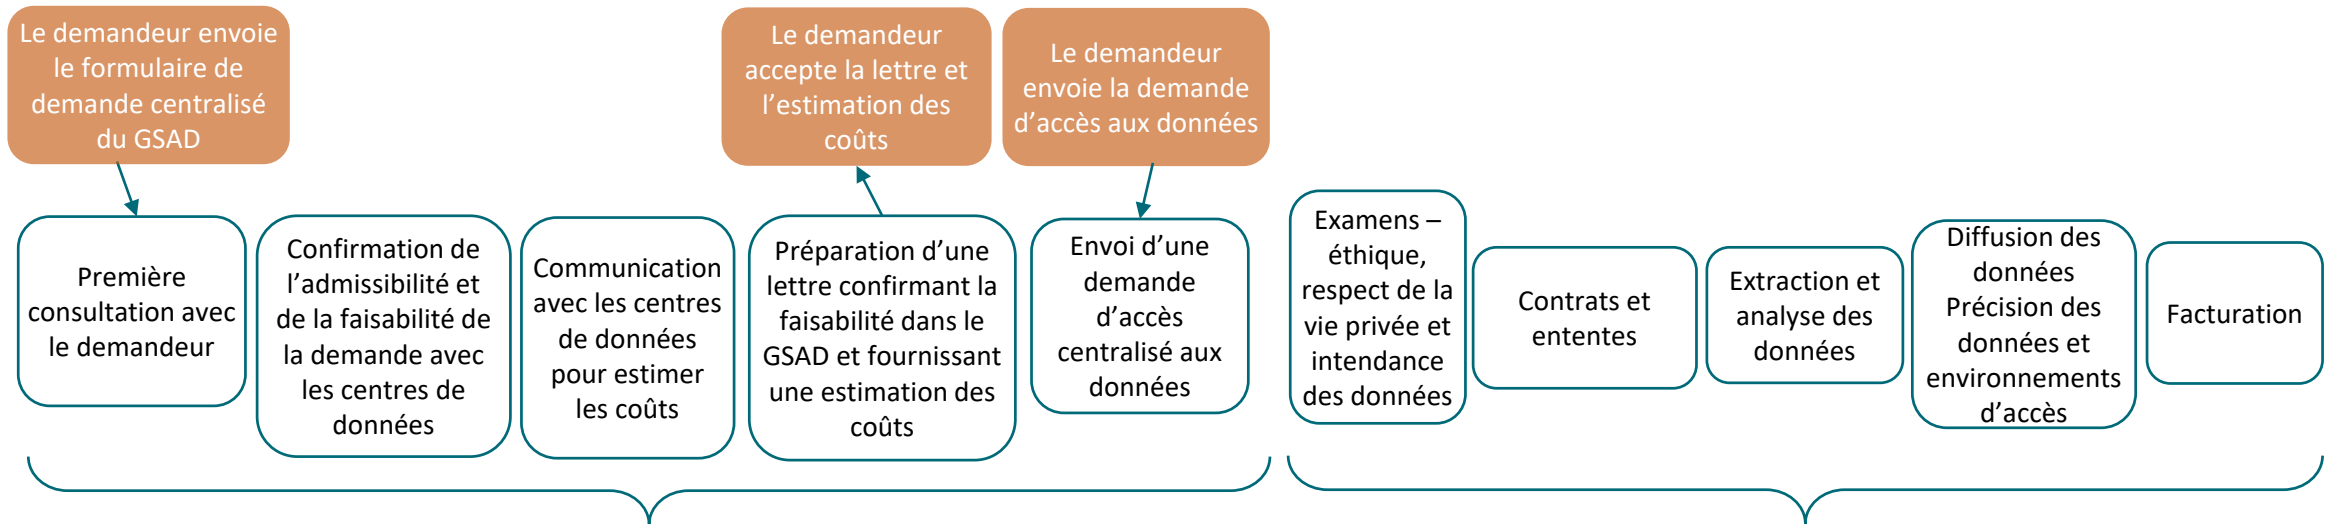 Le demandeur envoie
le formulaire de
demande centralisé
du GSAD
Le demandeur
accepte la lettre et
l’estimation des
coûts
Le demandeur
envoie la demande
d’accès aux données
Première
consultation avec
le demandeur
Confirmation de
l’admissibilité et
de la faisabilité de
la demande avec
les centres de
données
Communication
avec les centres
de données
pour estimer
les coûts
Préparation d’une
lettre confirmant la
faisabilité dans le
GSAD et fournissant
une estimation des
coûts
Envoi d’une
demande
d’accès
centralisé aux
données
Examens –
éthique,
respect de la
vie privée et
intendance
des données
Contrats et
ententes
Extraction et
analyse des
données
Diffusion des
données
Précision des
données et
environnements
d’accès
Facturation